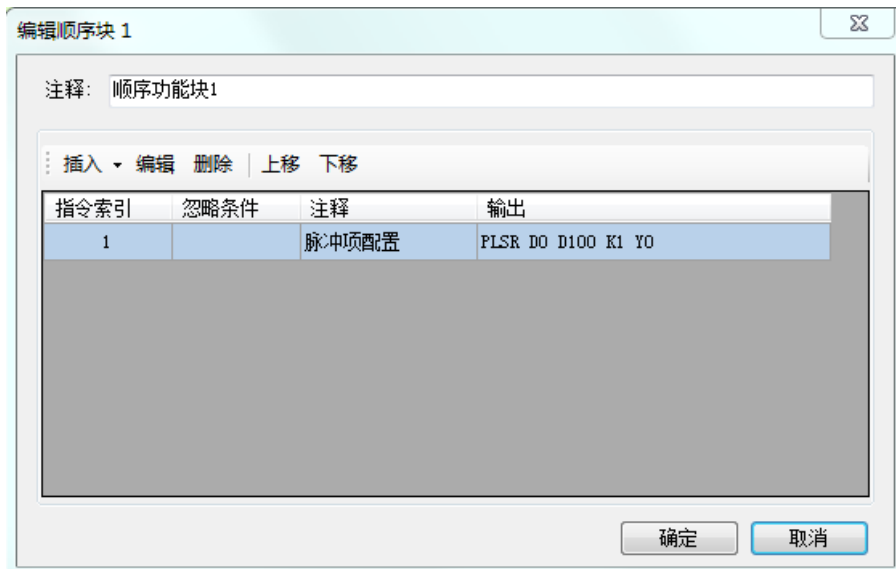 编辑顺序块 1
注释: 顺序功能块1
插入 编辑 删除 上移 下移
指令索引 忽略条件 注释 输出
1 脉冲项配置 PLSR D0 D100 K1 Y0
确定 取消